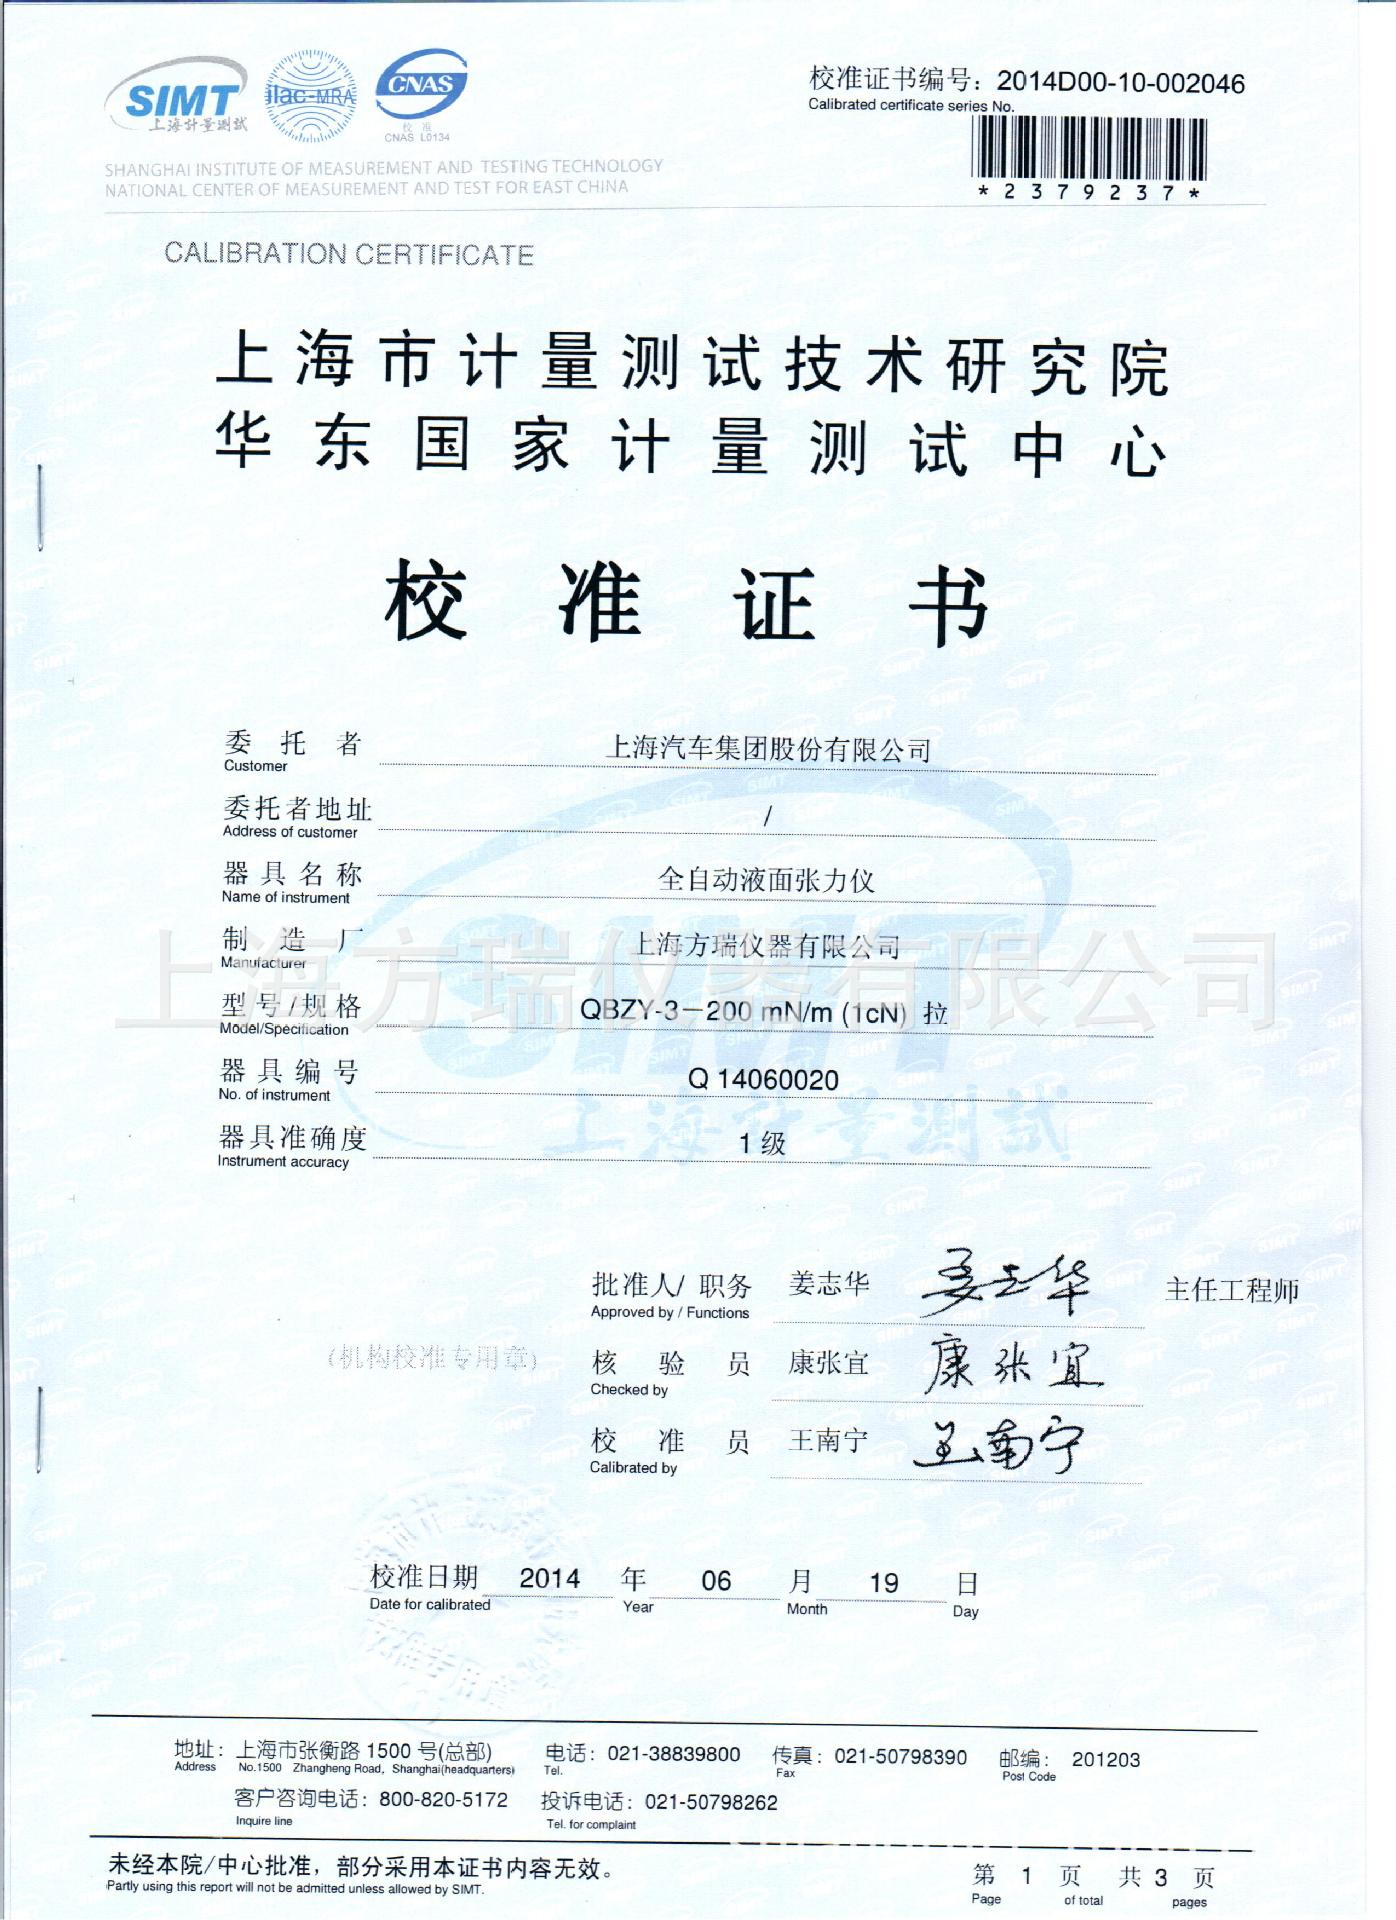 SIMT
上海计量测试
ilac-MRA
CNAS
校 准
CNAS L0134
校准证书编号：2014D00-10-002046
Calibrated certificate series No.
*2379237*
SHANGHAI INSTITUTE OF MEASUREMENT AND TESTING TECHNOLOGY
NATIONAL CENTER OF MEASUREMENT AND TEST FOR EAST CHINA
CALIBRATION CERTIFICATE
上海市计量测试技术研究院
华东国家计量测试中心
校准证书
委托者 上海汽车集团股份有限公司
Customer
委托者地址 /
Address of customer
器具名称 全自动液面张力仪
Name of instrument
制造厂 上海方瑞仪器有限公司
Manufacturer
上海方瑞仪器有限公司
型号/规格 QBZY-3－200 mN/m (1cN) 拉
Model/Specification
器具编号 Q 14060020
No. of instrument
SIMT
上海计量测试
器具准确度 1 级
Instrument accuracy
批准人/ 职务 姜志华 姜志华 主任工程师
Approved by / Functions
（机构校准专用章）
核验员 康张宜 康张宜
Checked by
校准员 王南宁 王南宁
Calibrated by
校准专用章
校准日期 2014 年 06 月 19 日
Date for calibrated Year Month Day
地址：上海市张衡路 1500 号(总部) 电话：021-38839800 传真：021-50798390 邮编： 201203
Address No.1500 Zhangheng Road, Shanghai(headquarters) Tel. Fax Post Code
客户咨询电话：800-820-5172 投诉电话：021-50798262
Inquire line Tel. for complaint
未经本院/中心批准，部分采用本证书内容无效。
Partly using this report will not be admitted unless allowed by SIMT.
第 1 页 共 3 页
Page of total pages